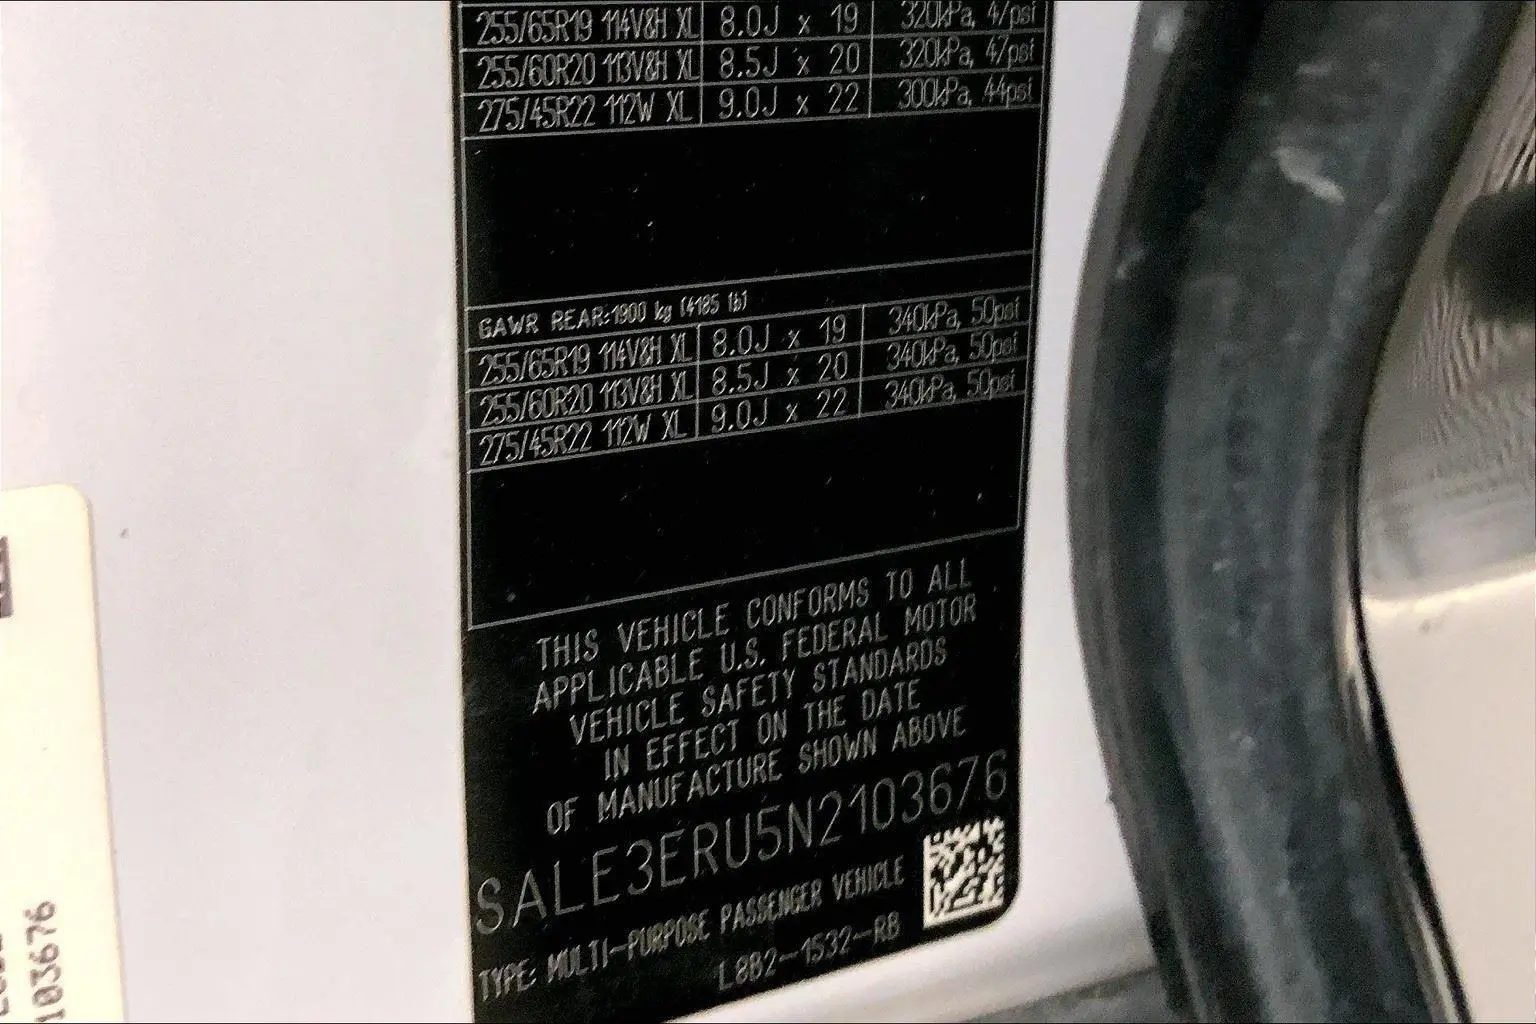 255/65R19 114V&H XL 8.0J x 19 320kPa, 47psi
255/60R20 113V&H XL 8.5J x 20 320kPa, 47psi
275/45R22 112W XL 9.0J x 22 300kPa, 44psi
GAWR REAR:1900 kg (4185 lb)
255/65R19 114V&H XL 8.0J x 19 340kPa, 50psi
255/60R20 113V&H XL 8.5J x 20 340kPa, 50psi
275/45R22 112W XL 9.0J x 22 340kPa, 50psi
THIS VEHICLE CONFORMS TO ALL
APPLICABLE U.S. FEDERAL MOTOR
VEHICLE SAFETY STANDARDS
IN EFFECT ON THE DATE
OF MANUFACTURE SHOWN ABOVE
SALE3ERU5N2103676
TYPE: MULTI-PURPOSE PASSENGER VEHICLE
L8B2-1532-RB
103676